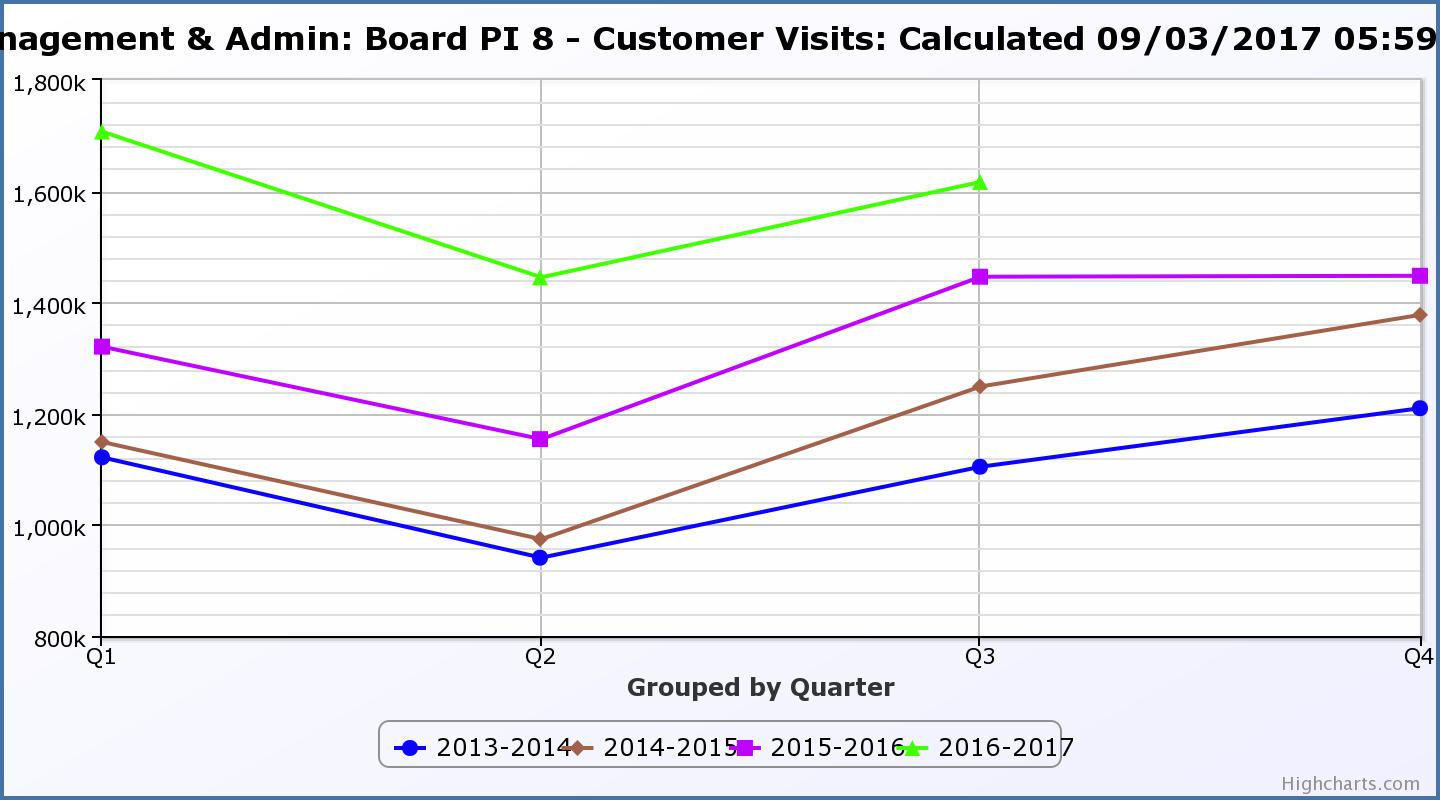 nagement & Admin: Board PI 8 - Customer Visits: Calculated 09/03/2017 05:59
1,800k
1,600k
1,400k
1,200k
1,000k
800k
Q1 Q2 Q3 Q4
Grouped by Quarter
2013-2014 2014-2015 2015-2016 2016-2017
Highcharts.com